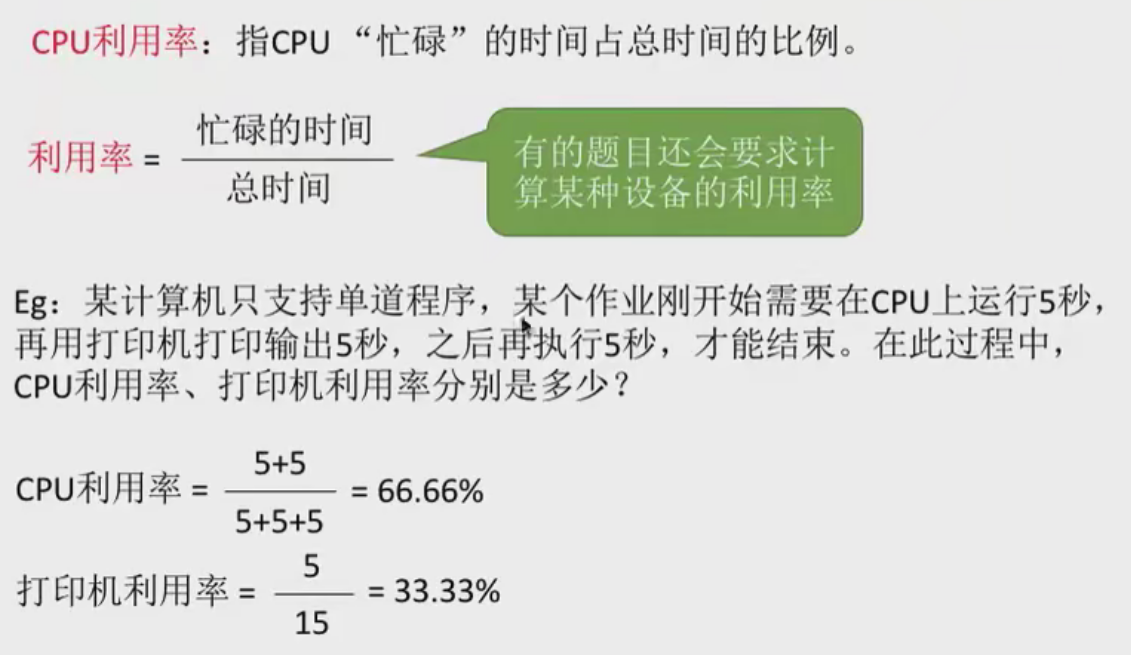 CPU利用率：指CPU “忙碌”的时间占总时间的比例。
利用率 =
忙碌的时间
总时间
有的题目还会要求计
算某种设备的利用率
Eg：某计算机只支持单道程序，某个作业刚开始需要在CPU上运行5秒，
再用打印机打印输出5秒，之后再执行5秒，才能结束。在此过程中，
CPU利用率、打印机利用率分别是多少？
5+5
CPU利用率 = = 66.66%
5+5+5
5
打印机利用率 = = 33.33%
15